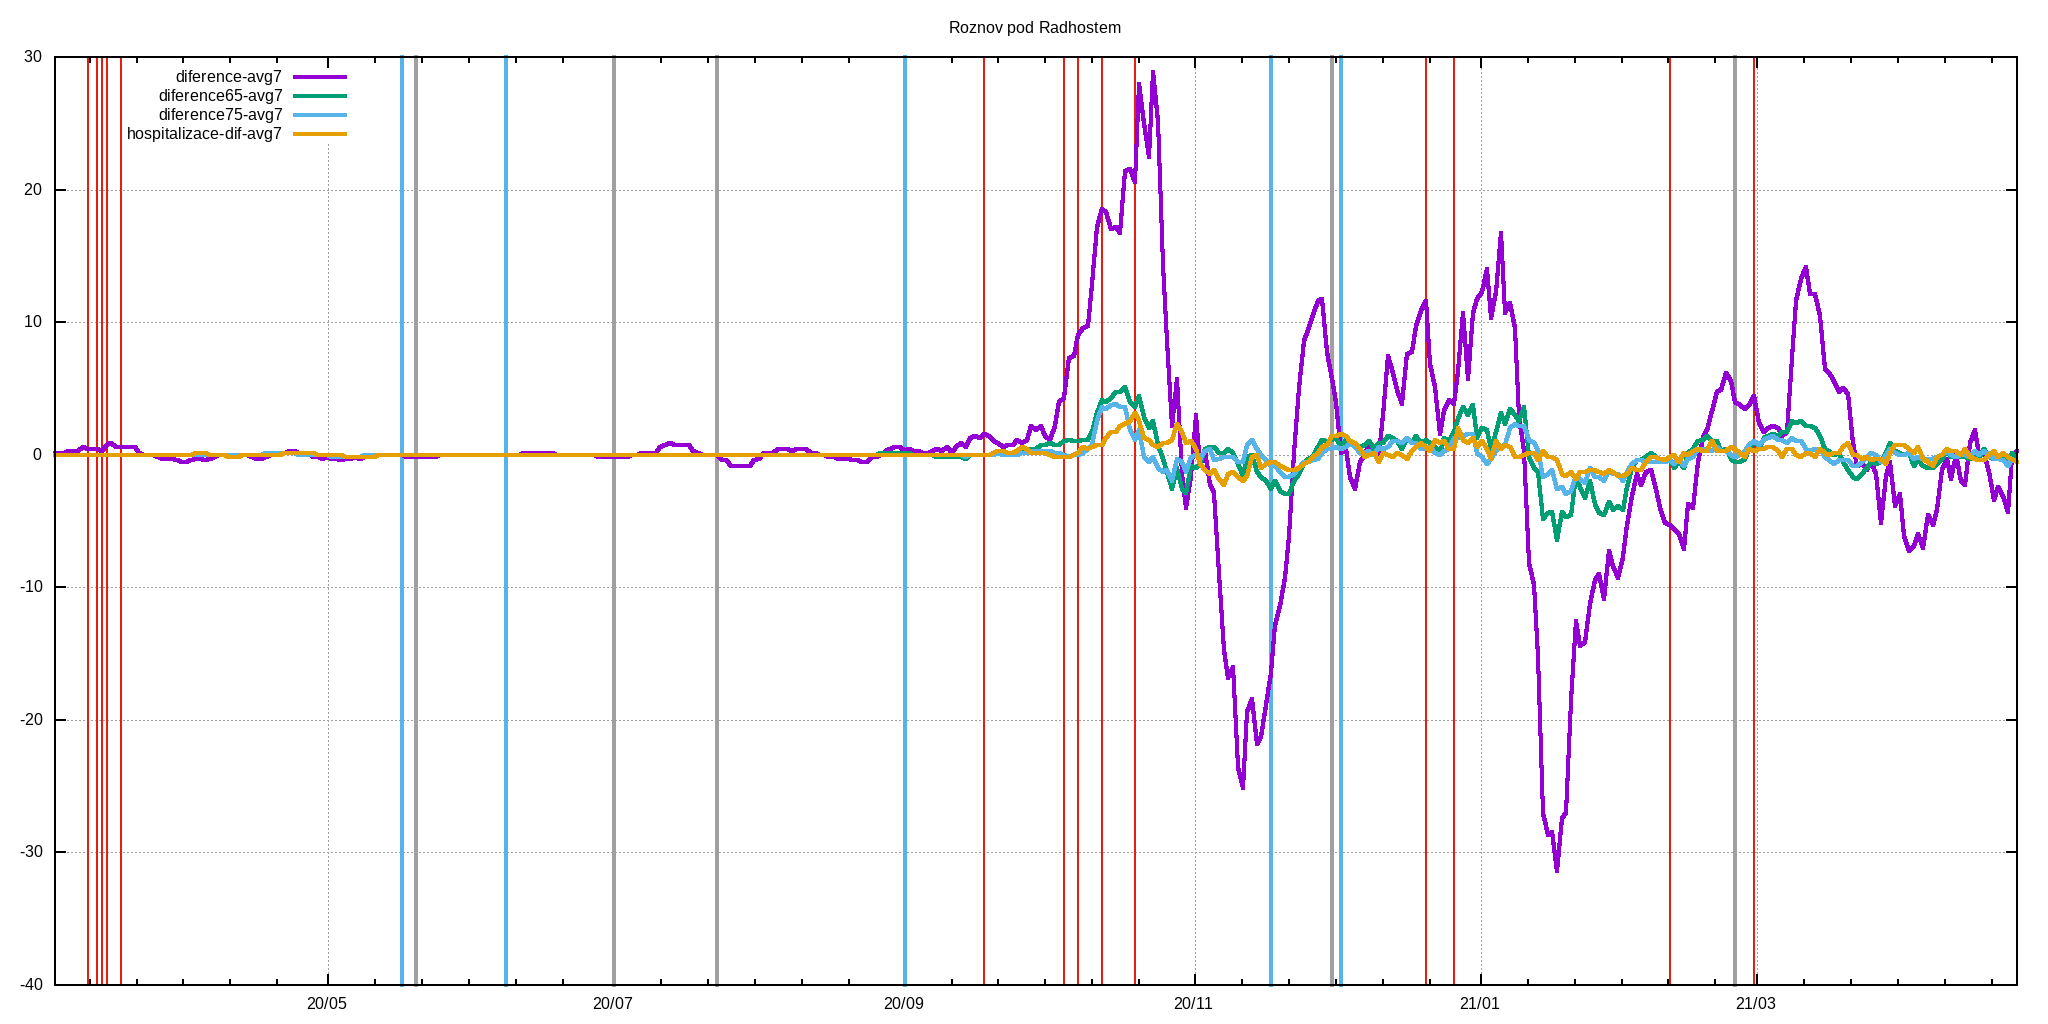 Roznov pod Radhostem
30
20
10
0
-10
-20
-30
-40
diference-avg7
diference65-avg7
diference75-avg7
hospitalizace-dif-avg7
20/05 20/07 20/09 20/11 21/01 21/03